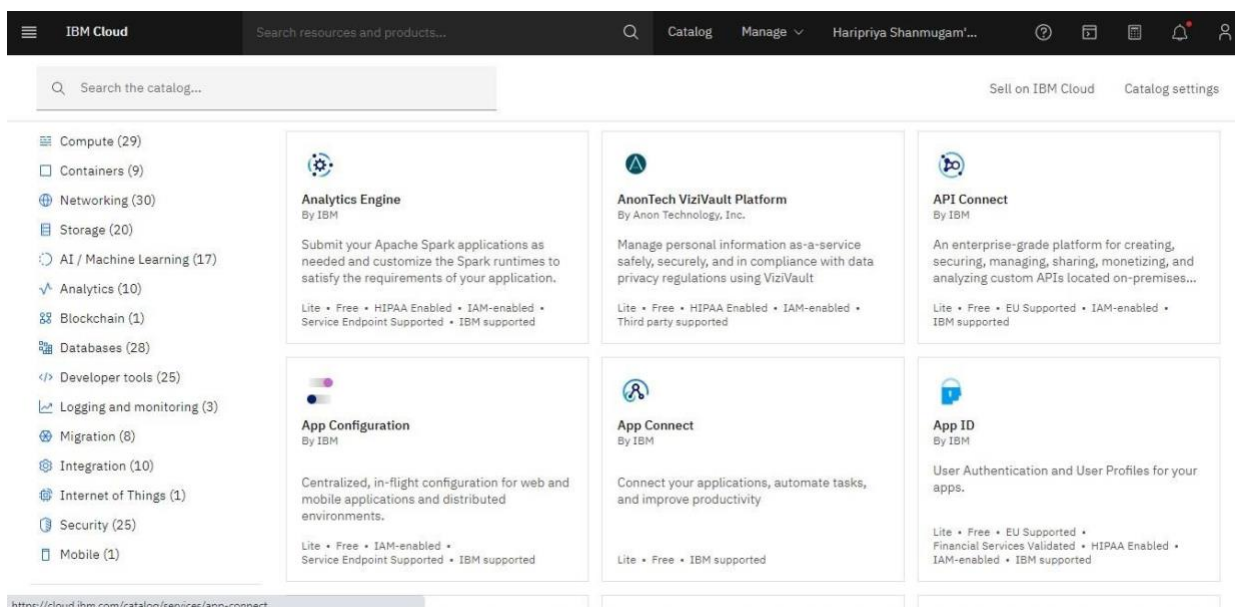 IBM Cloud
Search resources and products...
Catalog
Manage
Haripriya Shanmugam'...
Search the catalog...
Sell on IBM Cloud
Catalog settings
Compute (29)
Containers (9)
Networking (30)
Storage (20)
AI / Machine Learning (17)
Analytics (10)
Blockchain (1)
Databases (28)
Developer tools (25)
Logging and monitoring (3)
Migration (8)
Integration (10)
Internet of Things (1)
Security (25)
Mobile (1)
Analytics Engine
By IBM
Submit your Apache Spark applications as
needed and customize the Spark runtimes to
satisfy the requirements of your application.
Lite • Free • HIPAA Enabled • IAM-enabled •
Service Endpoint Supported • IBM supported
AnonTech ViziVault Platform
By Anon Technology, Inc.
Manage personal information as-a-service
safely, securely, and in compliance with data
privacy regulations using ViziVault
Lite • Free • HIPAA Enabled • IAM-enabled •
Third party supported
API Connect
By IBM
An enterprise-grade platform for creating,
securing, managing, sharing, monetizing, and
analyzing custom APIs located on-premises...
Lite • Free • EU Supported • IAM-enabled •
IBM supported
App Configuration
By IBM
Centralized, in-flight configuration for web and
mobile applications and distributed
environments.
Lite • Free • IAM-enabled •
Service Endpoint Supported • IBM supported
App Connect
By IBM
Connect your applications, automate tasks,
and improve productivity
Lite • Free • IBM supported
App ID
By IBM
User Authentication and User Profiles for your
apps.
Lite • Free • EU Supported •
Financial Services Validated • HIPAA Enabled •
IAM-enabled • IBM supported
https://cloud.ibm.com/catalog/services/app-connect